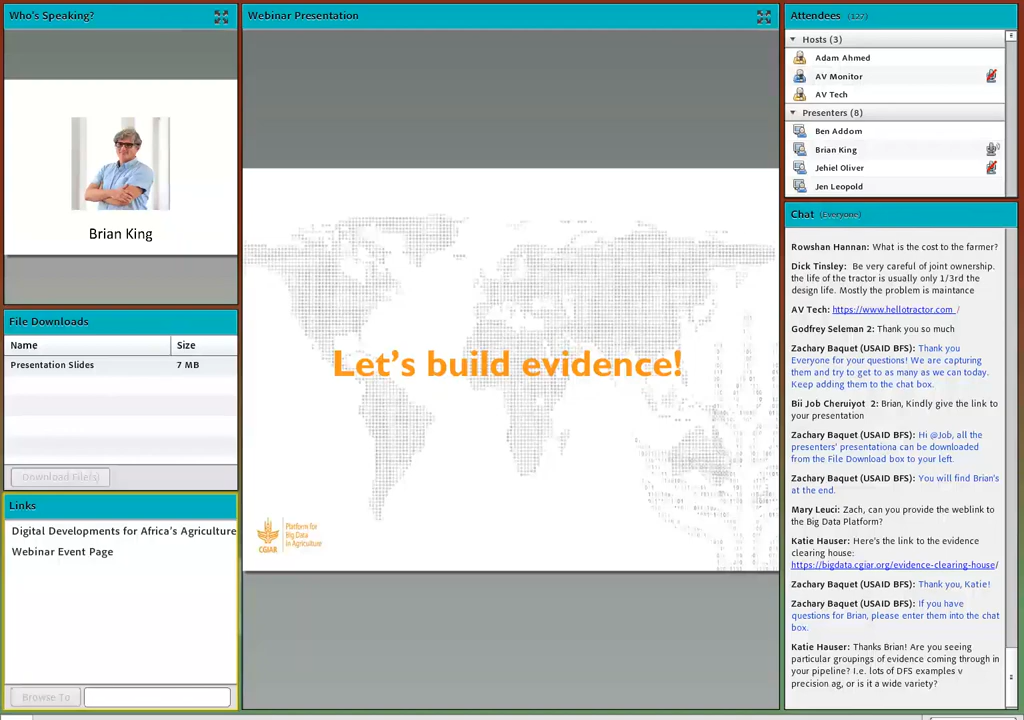 Who's Speaking?
Brian King
File Downloads
Name Size
Presentation Slides 7 MB
Download File(s)
Links
Digital Developments for Africa's Agriculture
Webinar Event Page
Browse To
Webinar Presentation
Let's build evidence!
CGIAR
Platform for
Big Data
in Agriculture
Attendees (127)
Hosts (3)
Adam Ahmed
AV Monitor
AV Tech
Presenters (8)
Ben Addom
Brian King
Jehiel Oliver
Jen Leopold
Chat (Everyone)
Rowshan Hannan: What is the cost to the farmer?
Dick Tinsley: Be very careful of joint ownership.
the life of the tractor is usually only 1/3rd the
design life. Mostly the problem is maintance
AV Tech: https://www.hellotractor.com /
Godfrey Seleman 2: Thank you so much
Zachary Baquet (USAID BFS): Thank you
Everyone for your questions! We are capturing
them and try to get to as many as we can today.
Keep adding them to the chat box.
Bii Job Cheruiyot 2: Brian, Kindly give the link to
your presentation
Zachary Baquet (USAID BFS): Hi @Job, all the
presenters' presentationa can be downloaded
from the File Download box to your left.
Zachary Baquet (USAID BFS): You will find Brian's
at the end.
Mary Leuci: Zach, can you provide the weblink to
the Big Data Platform?
Katie Hauser: Here's the link to the evidence
clearing house:
https://bigdata.cgiar.org/evidence-clearing-house/
Zachary Baquet (USAID BFS): Thank you, Katie!
Zachary Baquet (USAID BFS): If you have
questions for Brian, please enter them into the chat
box.
Katie Hauser: Thanks Brian! Are you seeing
particular groupings of evidence coming through in
your pipeline? I.e. lots of DFS examples v
precision ag, or is it a wide variety?